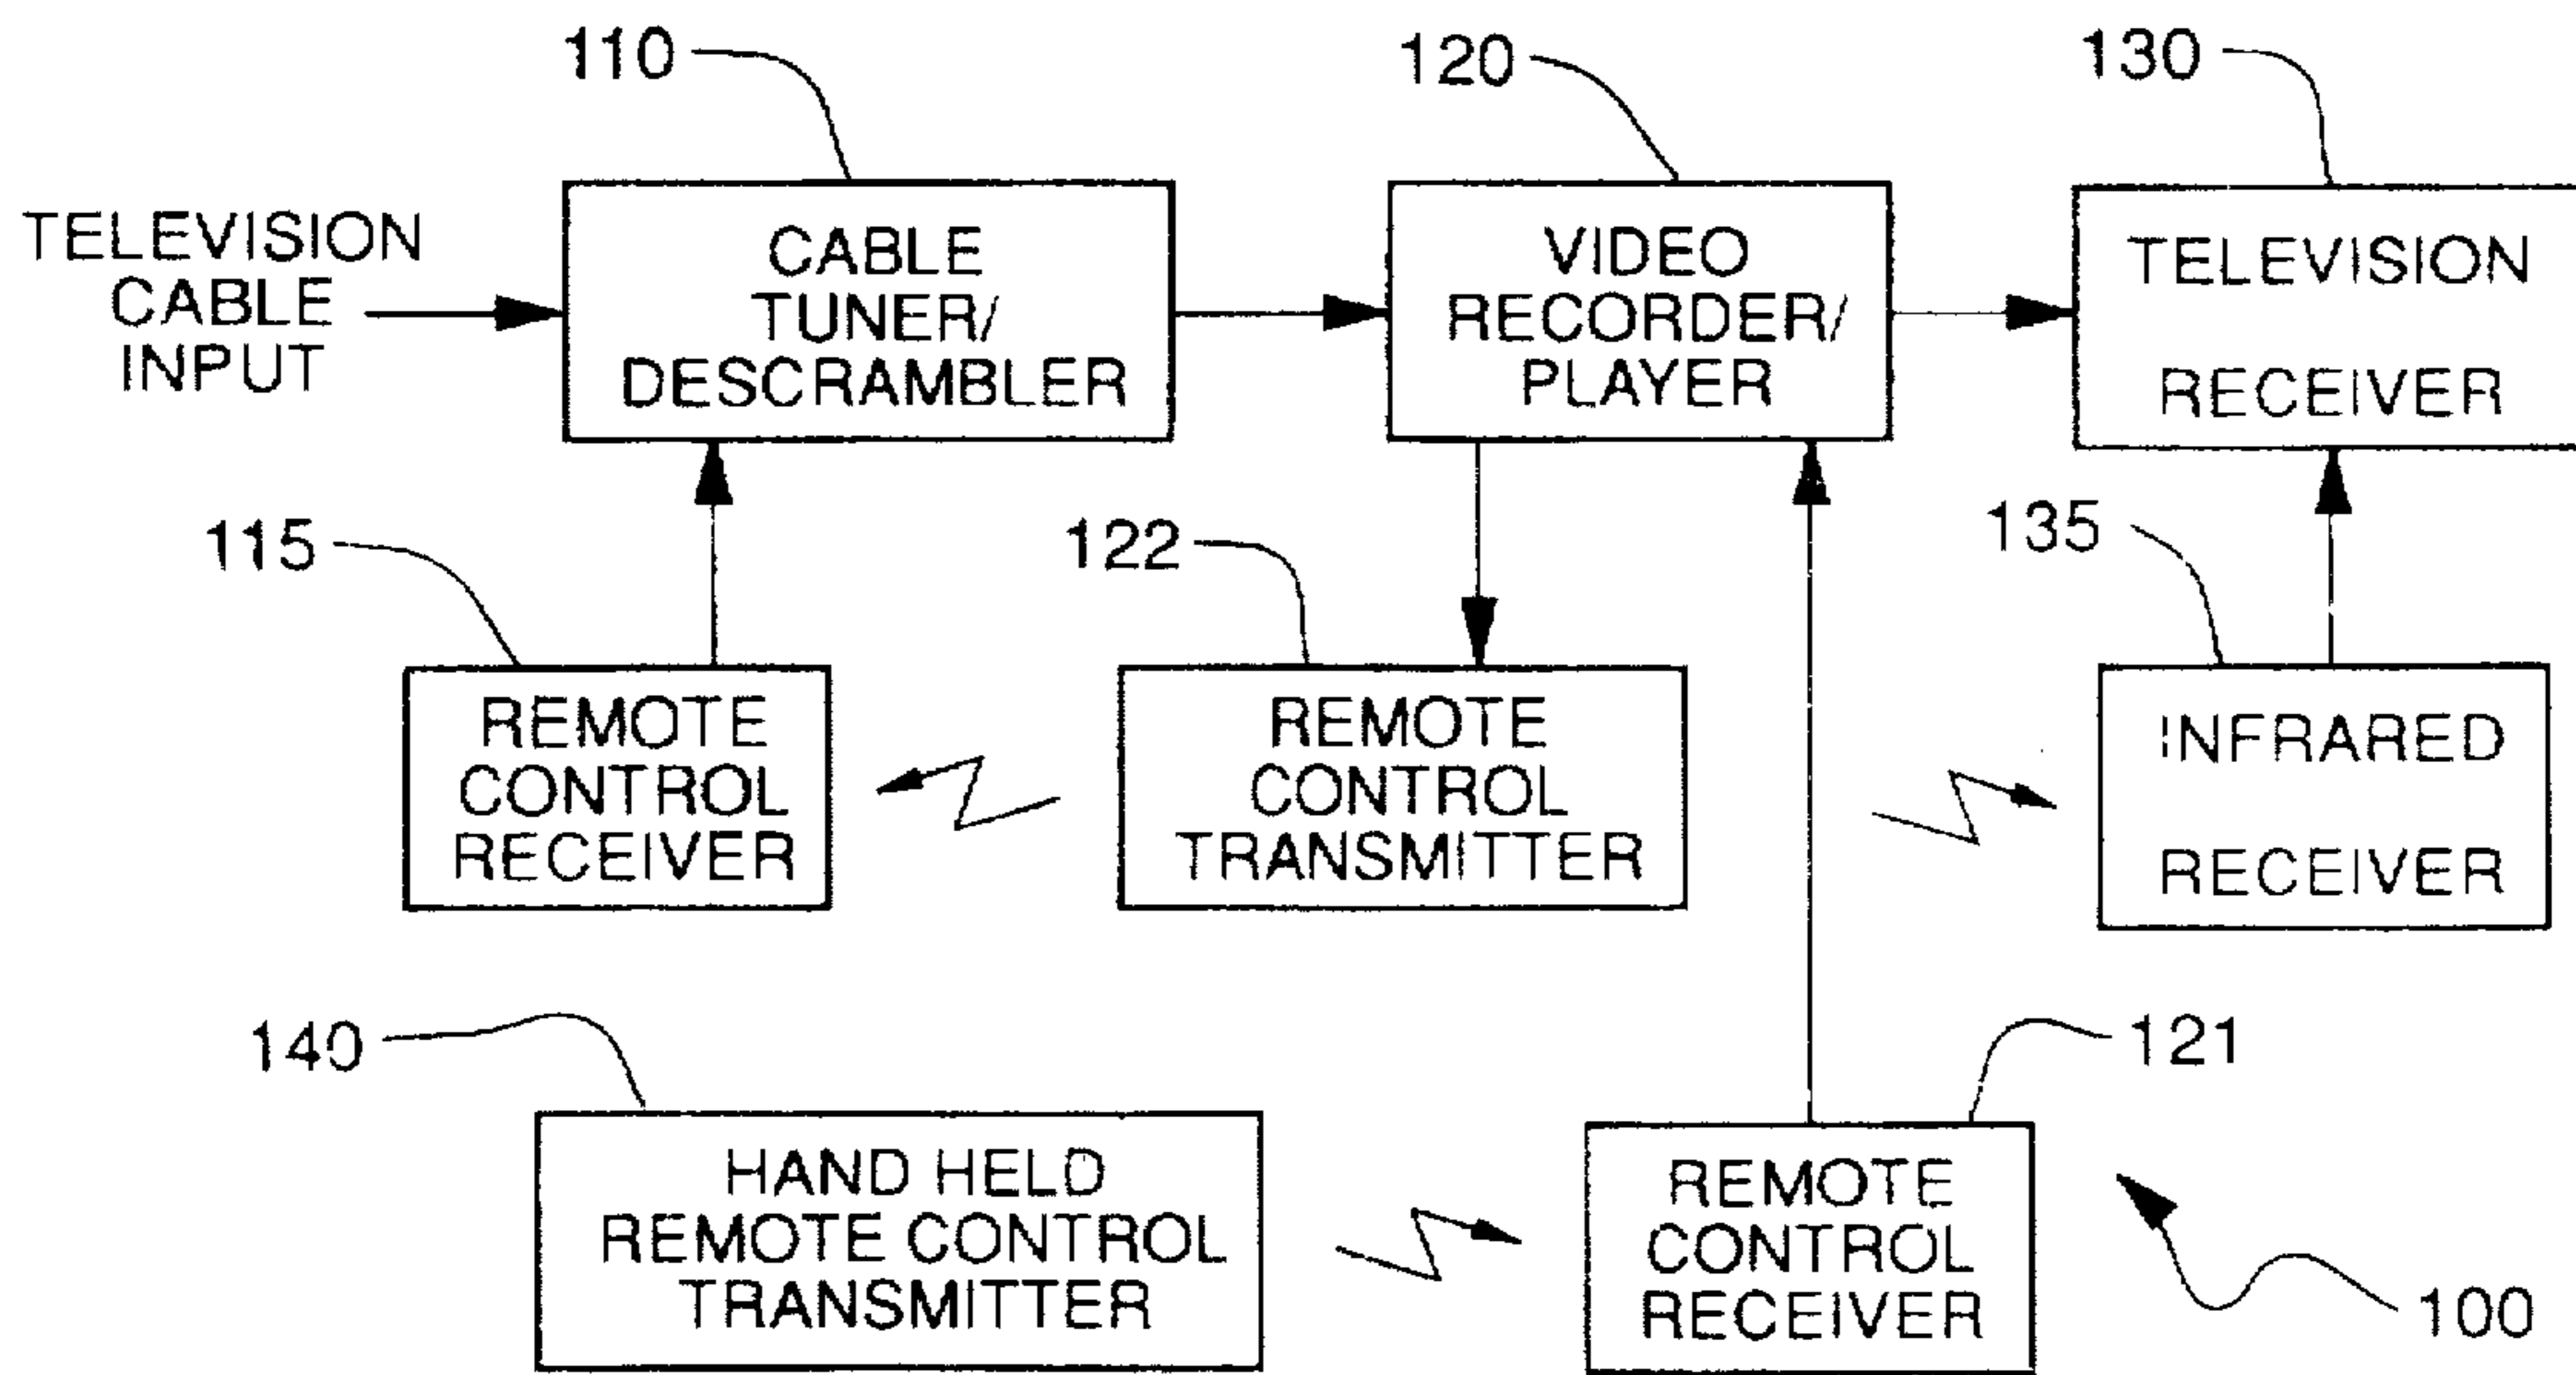 110
120
130
TELEVISION
CABLE
INPUT
CABLE
TUNER/
DESCRAMBLER
VIDEO
RECORDER/
PLAYER
TELEVISION
RECEIVER
115
122
135
REMOTE
CONTROL
RECEIVER
REMOTE
CONTROL
TRANSMITTER
INFRARED
RECEIVER
140
121
HAND HELD
REMOTE CONTROL
TRANSMITTER
REMOTE
CONTROL
RECEIVER
100